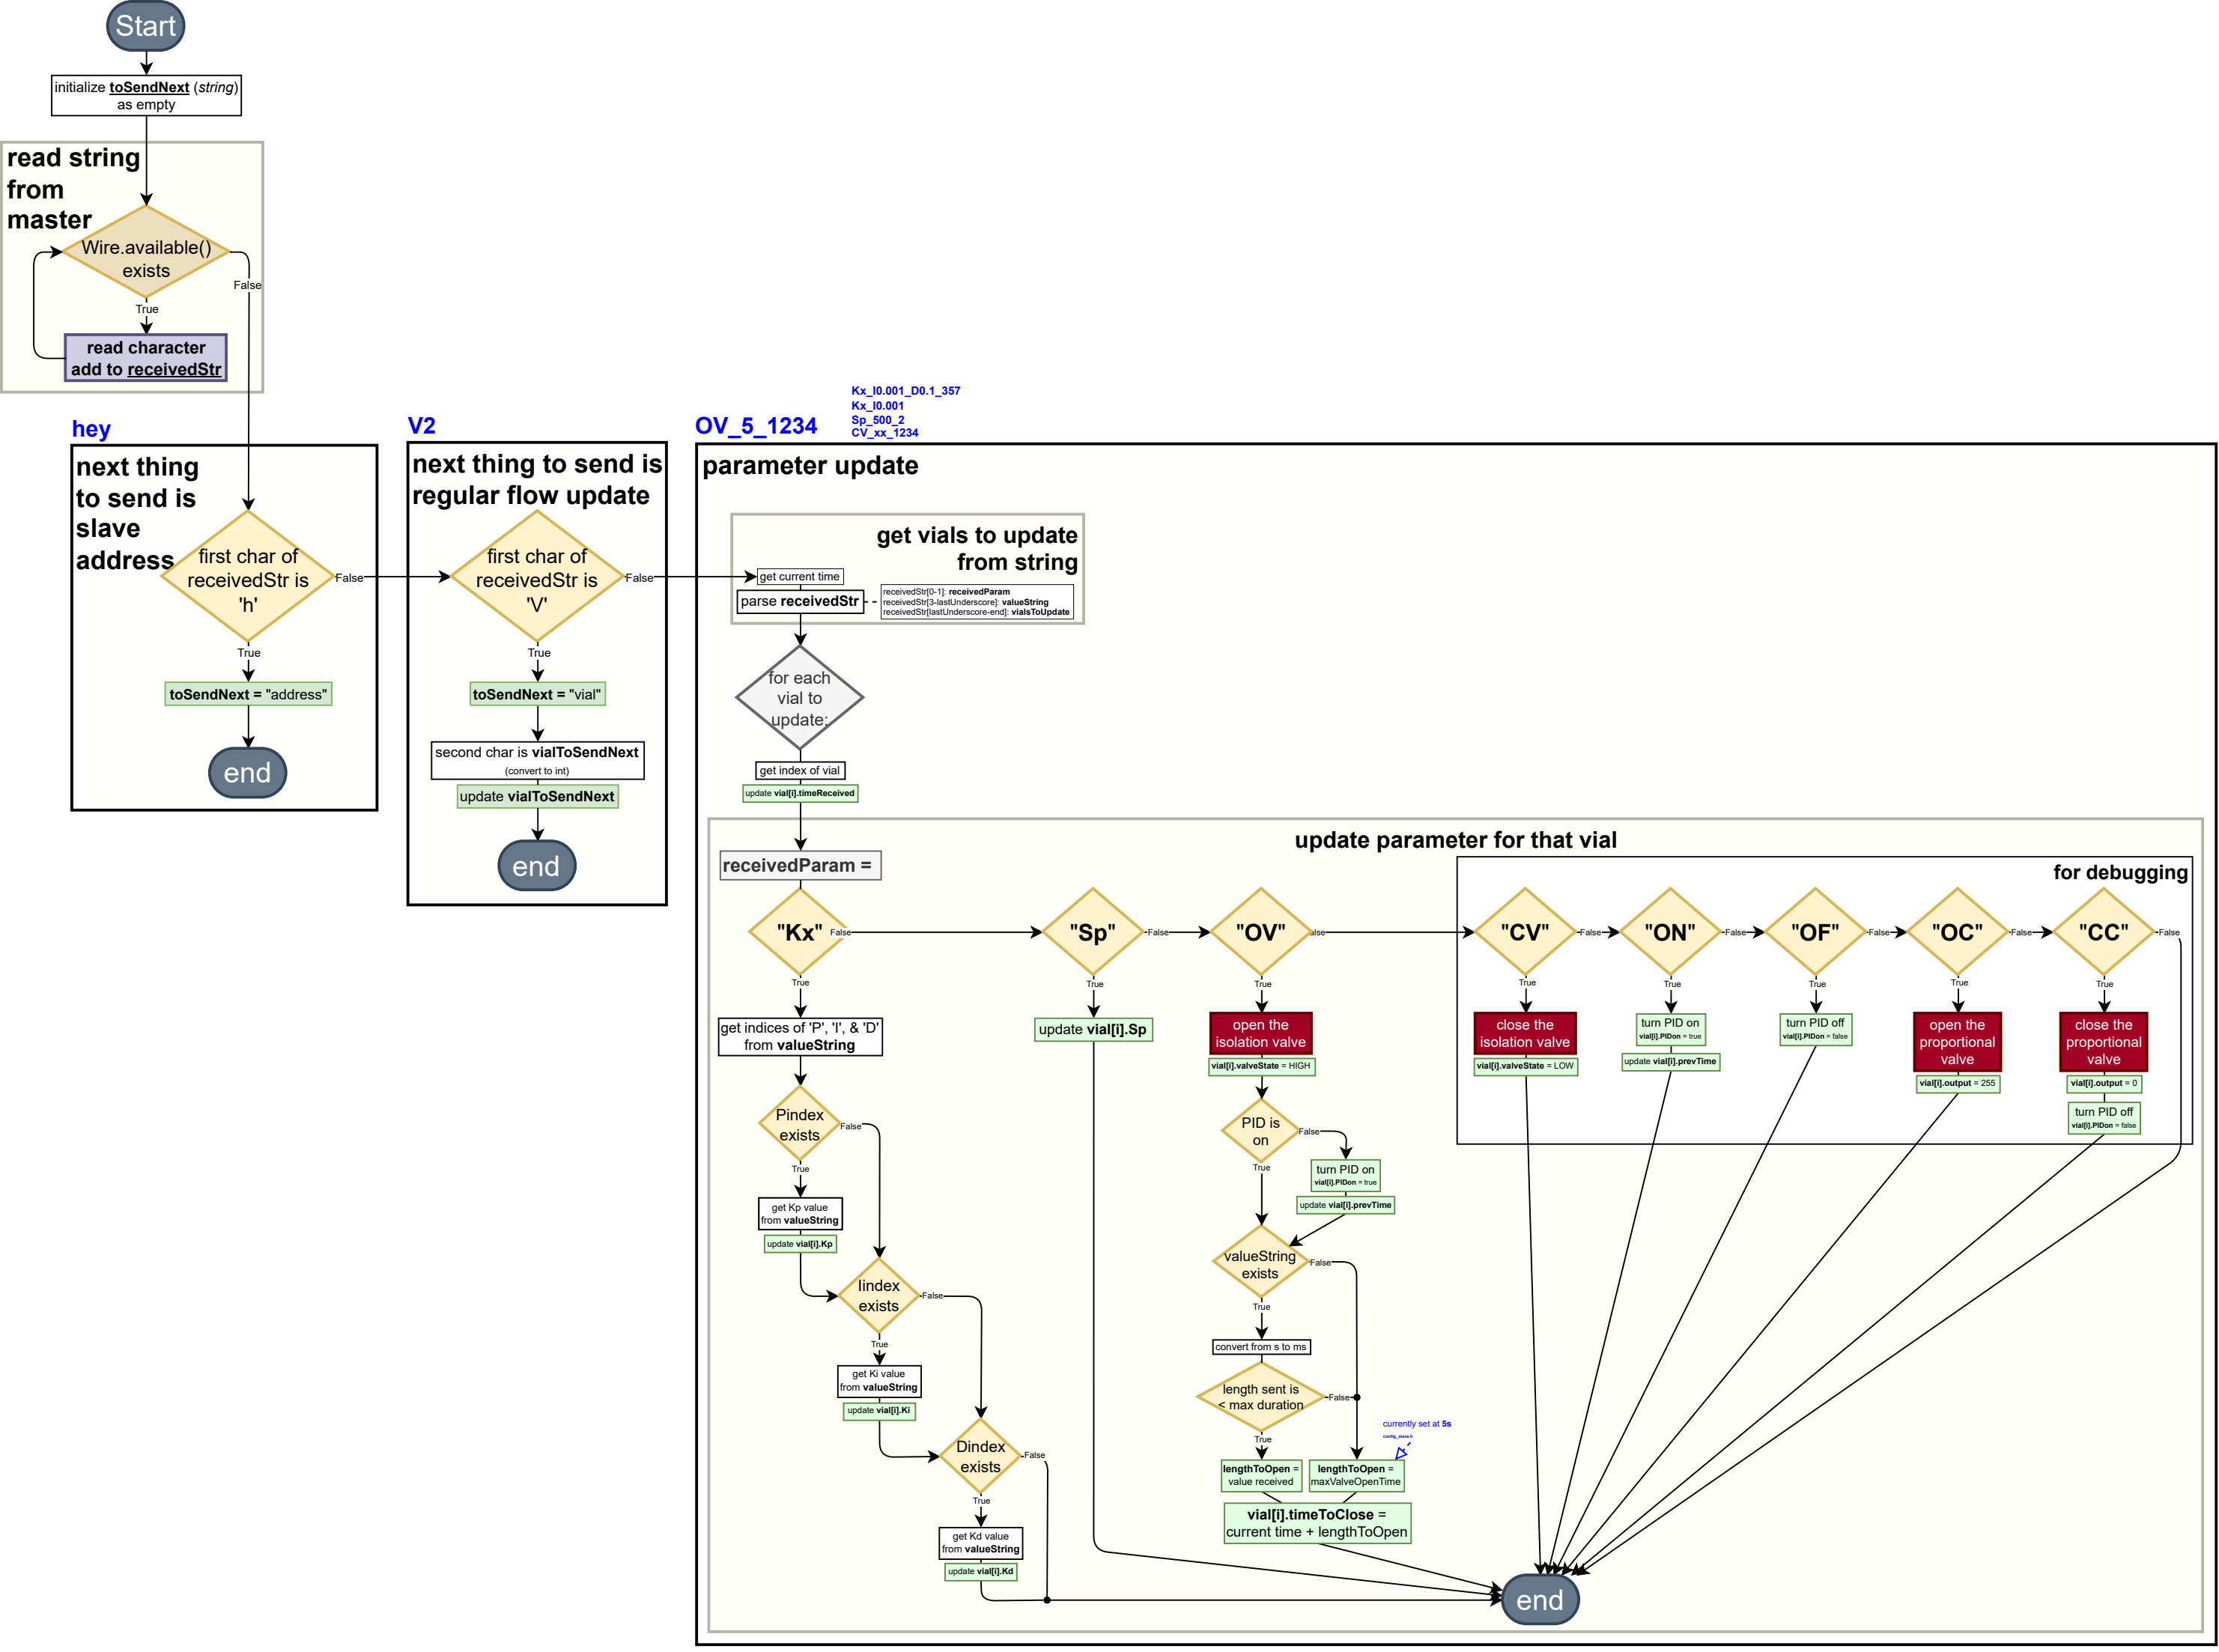 Start
initialize toSendNext (string)
as empty
read string
from
master
Wire.available()
exists
False
True
read character
add to receivedStr
hey
next thing
to send is
slave
address
first char of
receivedStr is
'h'
False
True
toSendNext = "address"
end
V2
next thing to send is
regular flow update
first char of
receivedStr is
'V'
False
True
toSendNext = "vial"
second char is vialToSendNext
(convert to int)
update vialToSendNext
end
OV_5_1234
Kx_I0.001_D0.1_357
Kx_I0.001
Sp_500_2
CV_xx_1234
parameter update
get vials to update
from string
get current time
parse receivedStr
receivedStr[0-1]: receivedParam
receivedStr[3-lastUnderscore]: valueString
receivedStr[lastUnderscore-end]: vialsToUpdate
for each
vial to
update:
get index of vial
update vial[i].timeReceived
update parameter for that vial
receivedParam =
"Kx"
False
True
get indices of 'P', 'I', & 'D'
from valueString
Pindex
exists
False
True
get Kp value
from valueString
update vial[i].Kp
Iindex
exists
False
True
get Ki value
from valueString
update vial[i].Ki
Dindex
exists
False
True
get Kd value
from valueString
update vial[i].Kd
"Sp"
False
True
update vial[i].Sp
"OV"
alse
True
open the
isolation valve
vial[i].valveState = HIGH
PID is
on
False
True
turn PID on
vial[i].PIDon = true
update vial[i].prevTime
valueString
exists
False
True
convert from s to ms
length sent is
< max duration
False
True
currently set at 5s
config_slave.h
lengthToOpen =
value received
lengthToOpen =
maxValveOpenTime
vial[i].timeToClose =
current time + lengthToOpen
for debugging
"CV"
False
True
close the
isolation valve
vial[i].valveState = LOW
"ON"
False
True
turn PID on
vial[i].PIDon = true
update vial[i].prevTime
"OF"
False
True
turn PID off
vial[i].PIDon = false
"OC"
False
True
open the
proportional
valve
vial[i].output = 255
"CC"
False
True
close the
proportional
valve
vial[i].output = 0
turn PID off
vial[i].PIDon = false
end